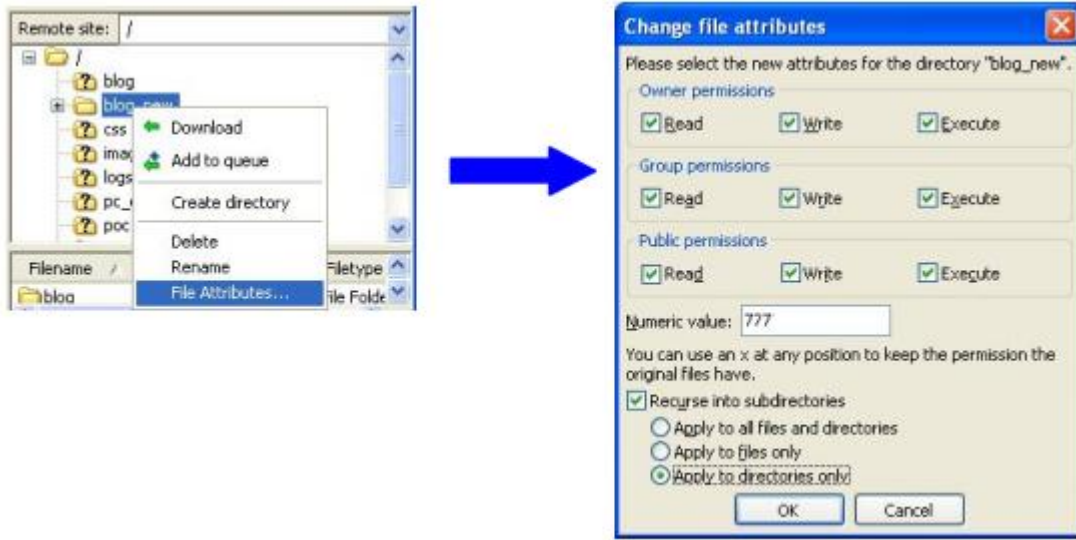 Remote site: /
/
blog
blog_new
css
Download
Add to queue
logs
Create directory
poc
Delete
Rename
File Attributes...
Filename / Filetype
blog File Folde
Change file attributes
Please select the new attributes for the directory "blog_new".
Owner permissions
Read Write Execute
Group permissions
Read Write Execute
Public permissions
Read Write Execute
Numeric value: 777
You can use an x at any position to keep the permission the
original files have.
Recurse into subdirectories
Apply to all files and directories
Apply to files only
Apply to directories only
OK Cancel